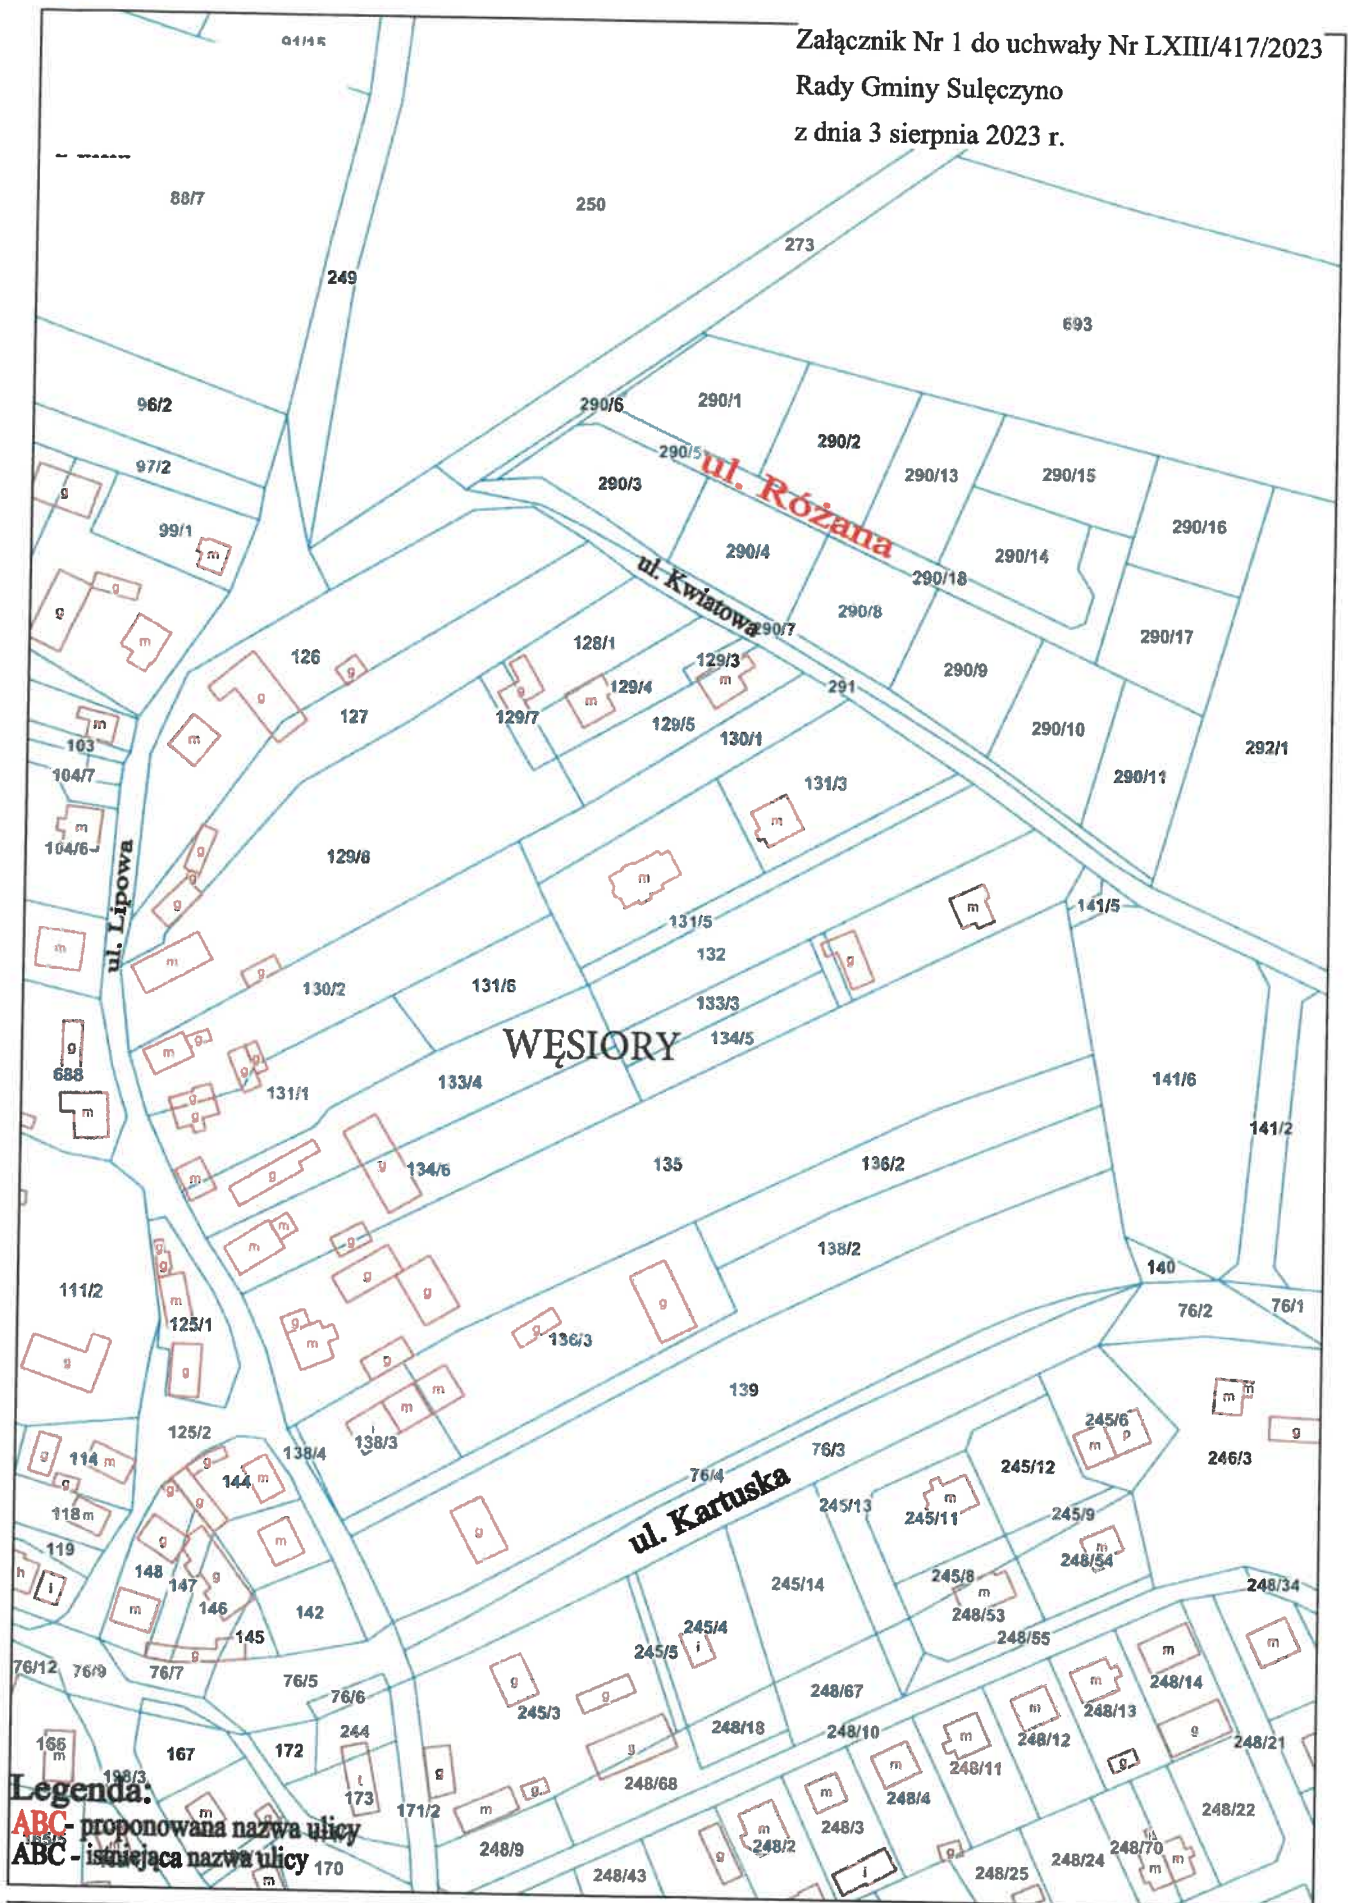 Załącznik Nr 1 do uchwały Nr LXIII/417/2023
Rady Gminy Sulęczyno
z dnia 3 sierpnia 2023 r.
91/15
88/7
250
273
249
693
96/2
290/6
290/1
290/2
97/2
290/5
ul. Różana
290/13
290/15
290/3
g
99/1
m
290/16
290/4
290/14
ul. Kwiatowa
290/18
g
g
290/8
m
290/7
128/1
290/17
126
g
129/3
290/9
g
129/4
m
291
m
g
127
129/7
129/5
m
130/1
290/10
292/1
103
m
104/7
131/3
290/11
m
104/6
m
ul. Lipowa
g
129/8
g
m
g
131/5
m
141/5
m
132
m
g
g
130/2
131/6
133/3
WĘSIORY
134/5
g
m
g
g
g
688
133/4
141/6
131/1
g
g
m
141/2
135
136/2
g
134/6
m
g
m
m
g
138/2
g
g
140
g
g
111/2
m
g
g
76/2
76/1
125/1
g
m
g
136/3
g
g
g
139
m
m
m
m
125/2
138/4
138/3
245/6
g
m
p
246/3
g
114
m
g
76/3
245/12
g
144
m
76/4
ul. Kartuska
245/13
m
245/11
118
m
g
g
245/9
119
g
m
g
m
248/54
h
i
148
147
g
245/8
m
245/14
248/34
m
146
142
248/53
145
245/4
245/5
i
248/55
g
76/12
76/9
76/7
76/5
76/6
g
g
245/3
248/67
m
m
m
248/14
m
248/13
244
248/18
248/10
m
248/12
g
166
m
167
172
g
m
248/11
g
248/21
198/3
173
g
248/68
m
248/4
Legenda:
171/2
m
g
m
248/3
248/22
ABC - proponowana nazwa ulicy
ABC - istniejąca nazwa ulicy
170
m
248/9
248/43
g
m
248/2
i
g
248/25
248/24
248/70
m
m